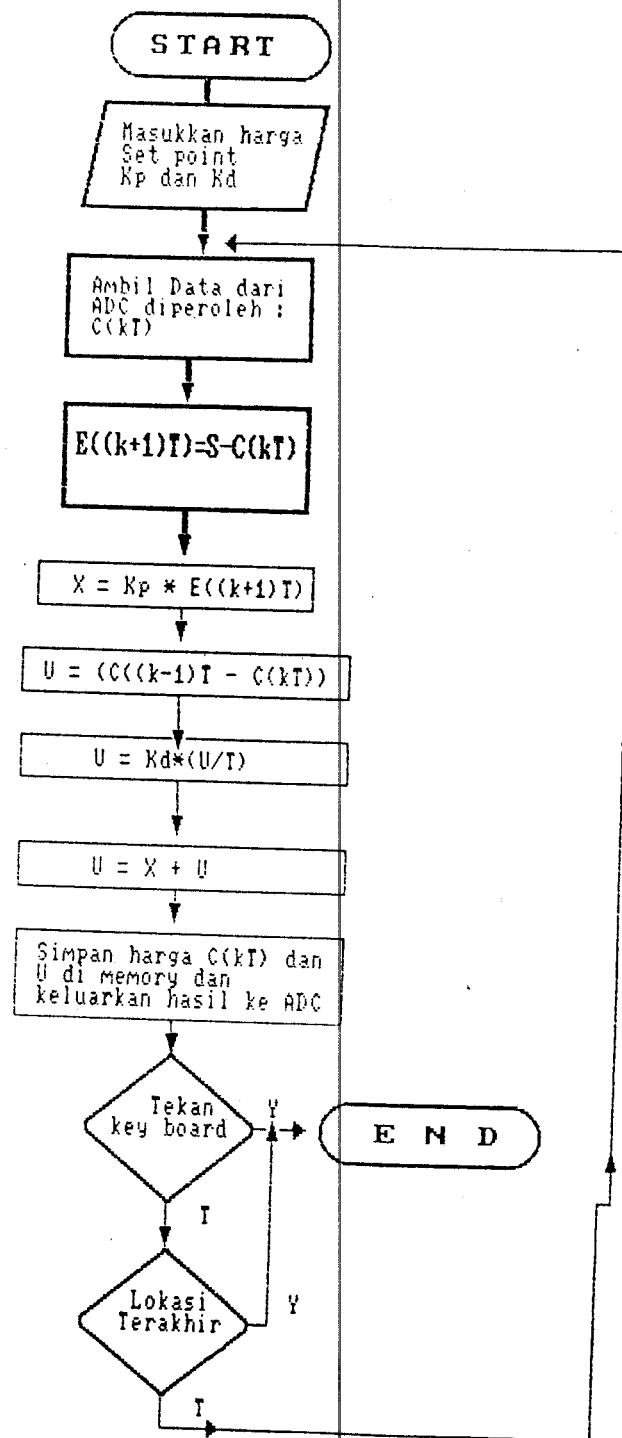 START
Masukkan harga
Set point
Kp dan Kd
Ambil Data dari
ADC diperoleh :
C(kT)
E((k+1)T)=S-C(kT)
X = Kp * E((k+1)T)
U = (C((k-1)T - C(kT))
U = Kd*(U/T)
U = X + U
Simpan harga C(kT) dan
U di memory dan
keluarkan hasil ke ADC
Tekan
key board
Y
E N D
T
Lokasi
Terakhir
Y
T